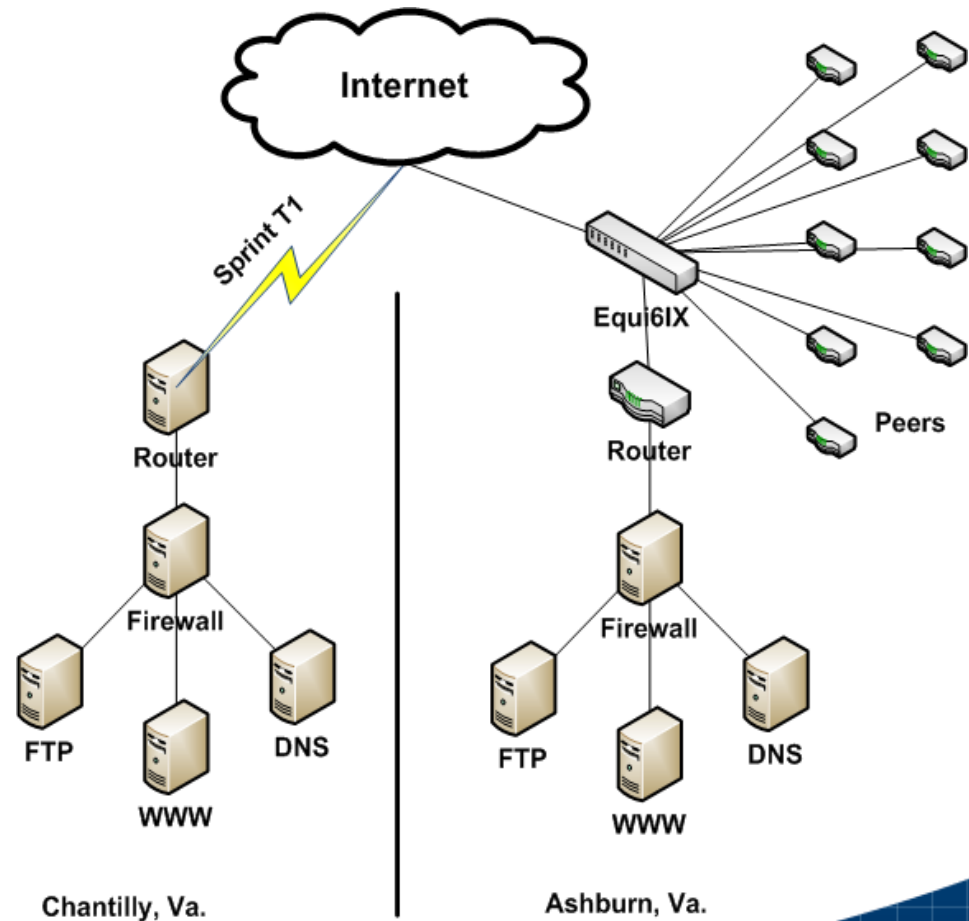 Internet
Sprint T1
Equi6IX
Peers
Router
Router
Firewall
Firewall
FTP
DNS
WWW
FTP
DNS
WWW
Chantilly, Va.
Ashburn, Va.